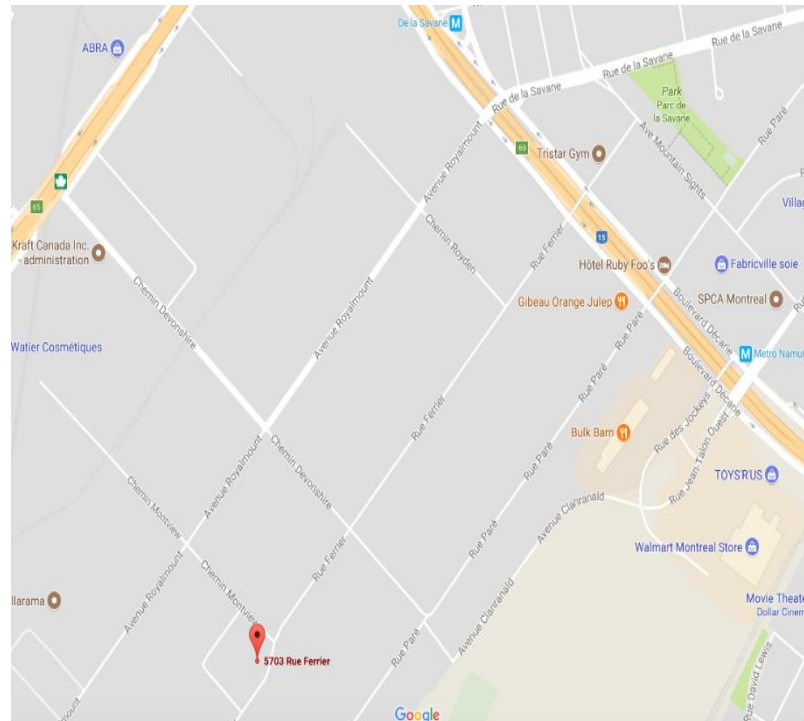 De la Savane M
Rue de la Savane
ABRA
Rue de la Savane
Park
Parc de
la Savane
Rue Paré
Avenue Royalmount
69
Tristar Gym
Ave Mountain Sights
65
15
Chemin Royden
Rue Ferrier
Kraft Canada Inc.
- administration
Hôtel Ruby Foo's
Fabricville soie
Chemin Devonshire
Gibeau Orange Julep
Boulevard Décarie
SPCA Montreal
Avenue Royalmount
Rue Paré
Watier Cosmétiques
M Metro Namur
Boulevard Décarie
Rue Paré
Rue Ferrier
Rue des Jockeys
Bulk Barn
Rue Jean-Talon Ouest
Avenue Royalmount
Chemin Devonshire
Rue Paré
TOYS'R'US
Chemin Montview
Avenue Clanranald
Rue Paré
Walmart Montreal Store
Rue Ferrier
Avenue Royalmount
Chemin Montview
Movie Theate
Dollar Cinem
llarama
Avenue Clanranald
Rue Paré
5703 Rue Ferrier
Rue David Lewis
Google